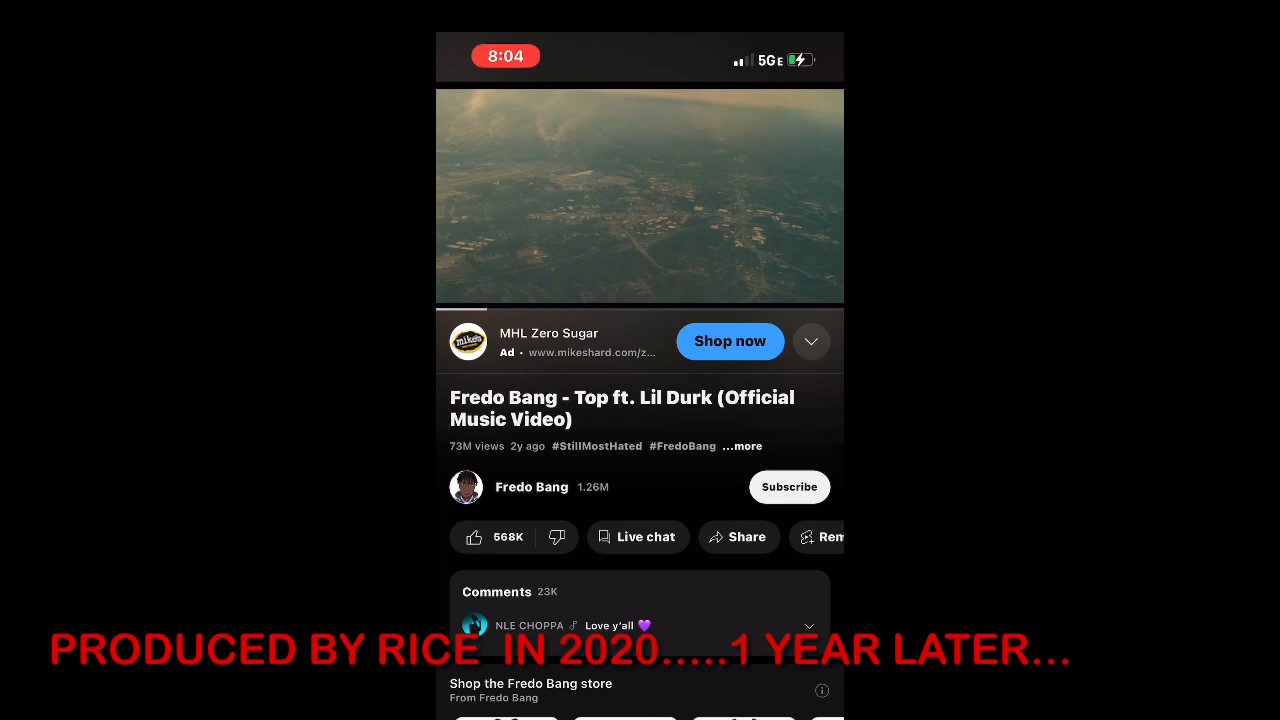 8:04
5GE
mike's
MHL Zero Sugar
Ad · www.mikeshard.com/z...
Shop now
Fredo Bang - Top ft. Lil Durk (Official
Music Video)
73M views 2y ago #StillMostHated #FredoBang ...more
Fredo Bang 1.26M
Subscribe
568K
Live chat
Share
Rem
Comments 23K
NLE CHOPPA Love y'all 💜
PRODUCED BY RICE IN 2020.....1 YEAR LATER...
Shop the Fredo Bang store
From Fredo Bang